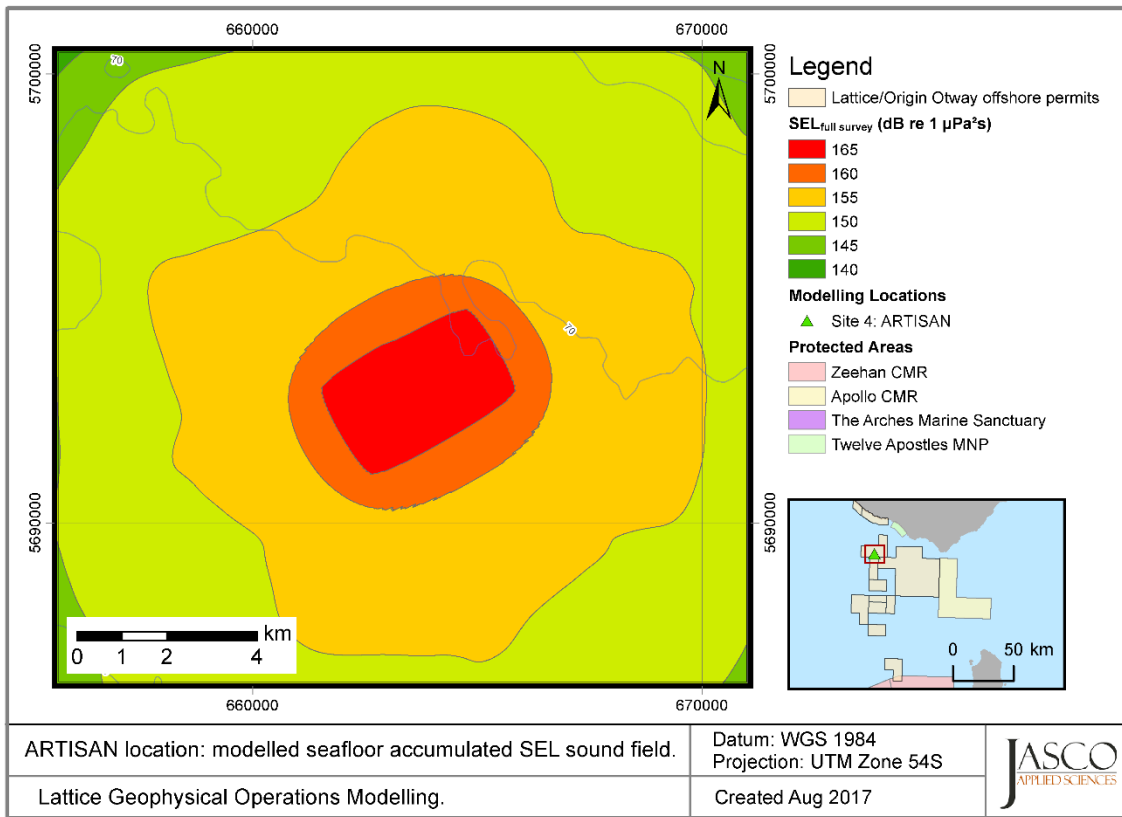 660000
670000
5700000
5700000
70
N
70
5690000
5690000
km
0 1 2 4
660000
670000
Legend
Lattice/Origin Otway offshore permits
SELfull survey (dB re 1 µPa²s)
165
160
155
150
145
140
Modelling Locations
Site 4: ARTISAN
Protected Areas
Zeehan CMR
Apollo CMR
The Arches Marine Sanctuary
Twelve Apostles MNP
0 50 km
ARTISAN location: modelled seafloor accumulated SEL sound field.
Lattice Geophysical Operations Modelling.
Datum: WGS 1984
Projection: UTM Zone 54S
Created Aug 2017
JASCO
APPLIED SCIENCES